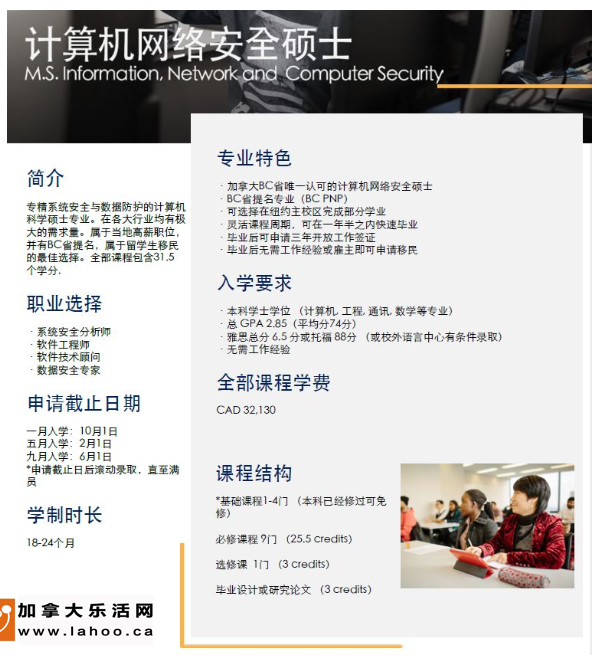 计算机网络安全硕士
M.S. Information, Network and Computer Security
简介
专精系统安全与数据防护的计算机
科学硕士专业。在各大行业均有极
大的需求量。属于当地高薪职位，
并有BC省提名，属于留学生移民
的最佳选择。全部课程包含31.5
个学分.
职业选择
· 系统安全分析师
· 软件工程师
· 软件技术顾问
· 数据安全专家
申请截止日期
一月入学：10月1日
五月入学：2月1日
九月入学：6月1日
*申请截止日后滚动录取，直至满
员
学制时长
18-24个月
专业特色
· 加拿大BC省唯一认可的计算机网络安全硕士
· BC省提名专业（BC PNP）
· 可选择在纽约主校区完成部分学业
· 灵活课程周期，可在一年半之内快速毕业
· 毕业后可申请三年开放工作签证
· 毕业后无需工作经验或雇主即可申请移民
入学要求
· 本科学士学位 （计算机, 工程, 通讯, 数学等专业）
· 总 GPA 2.85（平均分74分）
· 雅思总分 6.5 分或托福 88分 （或校外语言中心有条件录取）
· 无需工作经验
全部课程学费
CAD 32,130
课程结构
*基础课程1-4门 （本科已经修过可免
修）
必修课程 9门 （25.5 credits）
选修课 1门 （3 credits）
毕业设计或研究论文 （3 credits）
加拿大乐活网
www.lahoo.ca